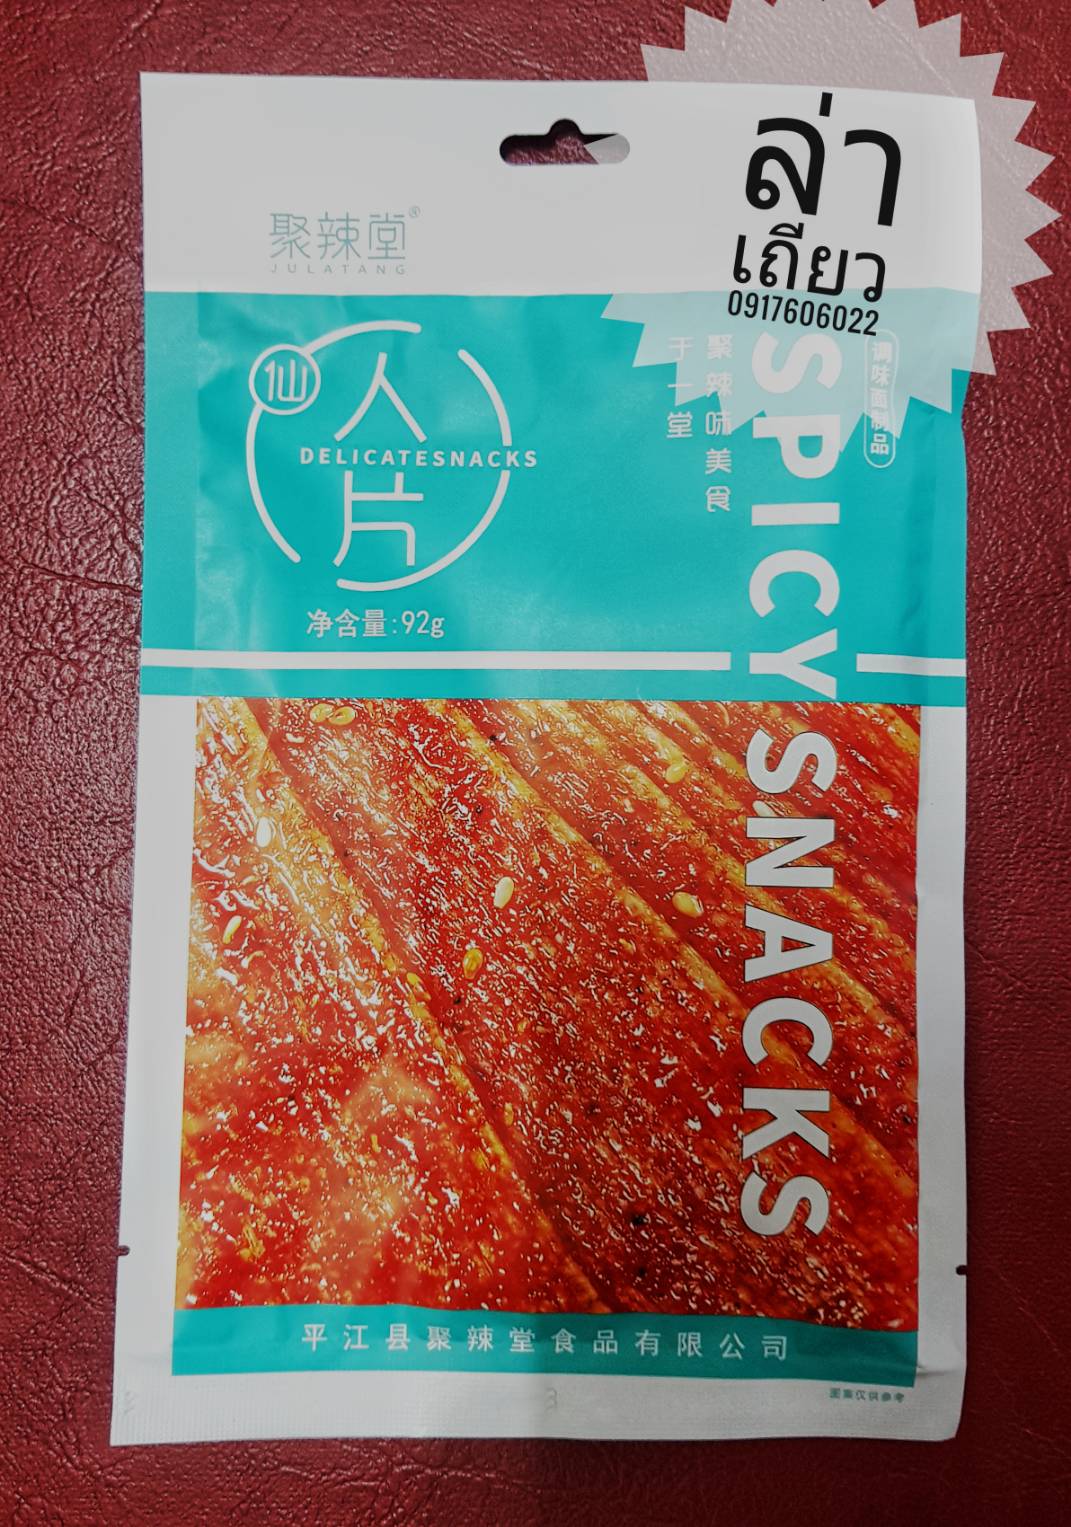 ล่า
เถียว
0917606022
聚辣堂®
JULATANG
仙
人
DELICATESNACKS
片
净含量:92g
聚辣味美食
于一堂
SPICY SNACKS
调味面制品
平江县聚辣堂食品有限公司
图案仅供参考